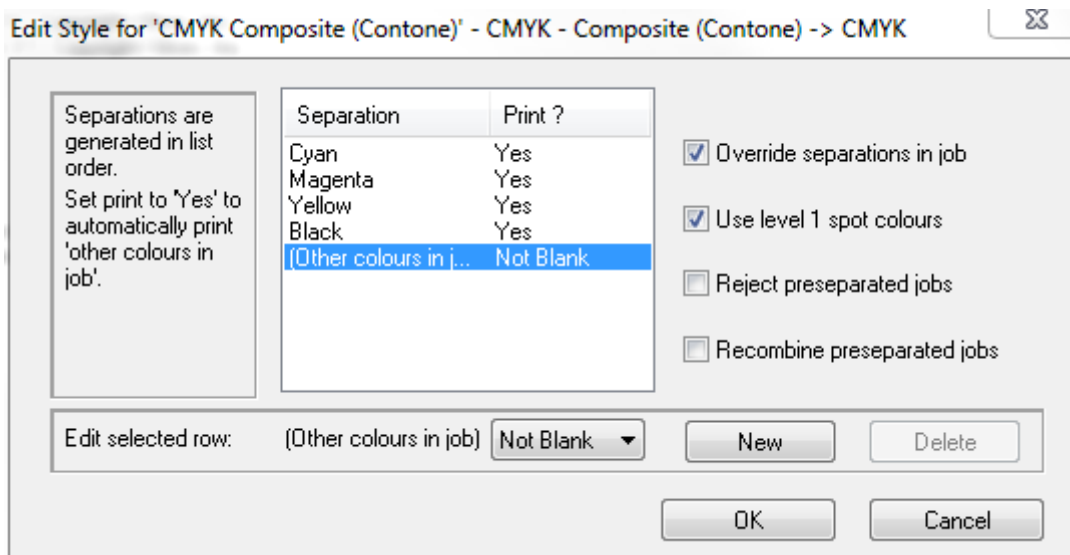 Edit Style for 'CMYK Composite (Contone)' - CMYK - Composite (Contone) -> CMYK
Separations are
generated in list
order.
Set print to 'Yes' to
automatically print
'other colours in
job'.
Separation Print ?
Cyan Yes
Magenta Yes
Yellow Yes
Black Yes
(Other colours in j... Not Blank
Override separations in job
Use level 1 spot colours
Reject preseparated jobs
Recombine preseparated jobs
Edit selected row: (Other colours in job) Not Blank New Delete
OK Cancel